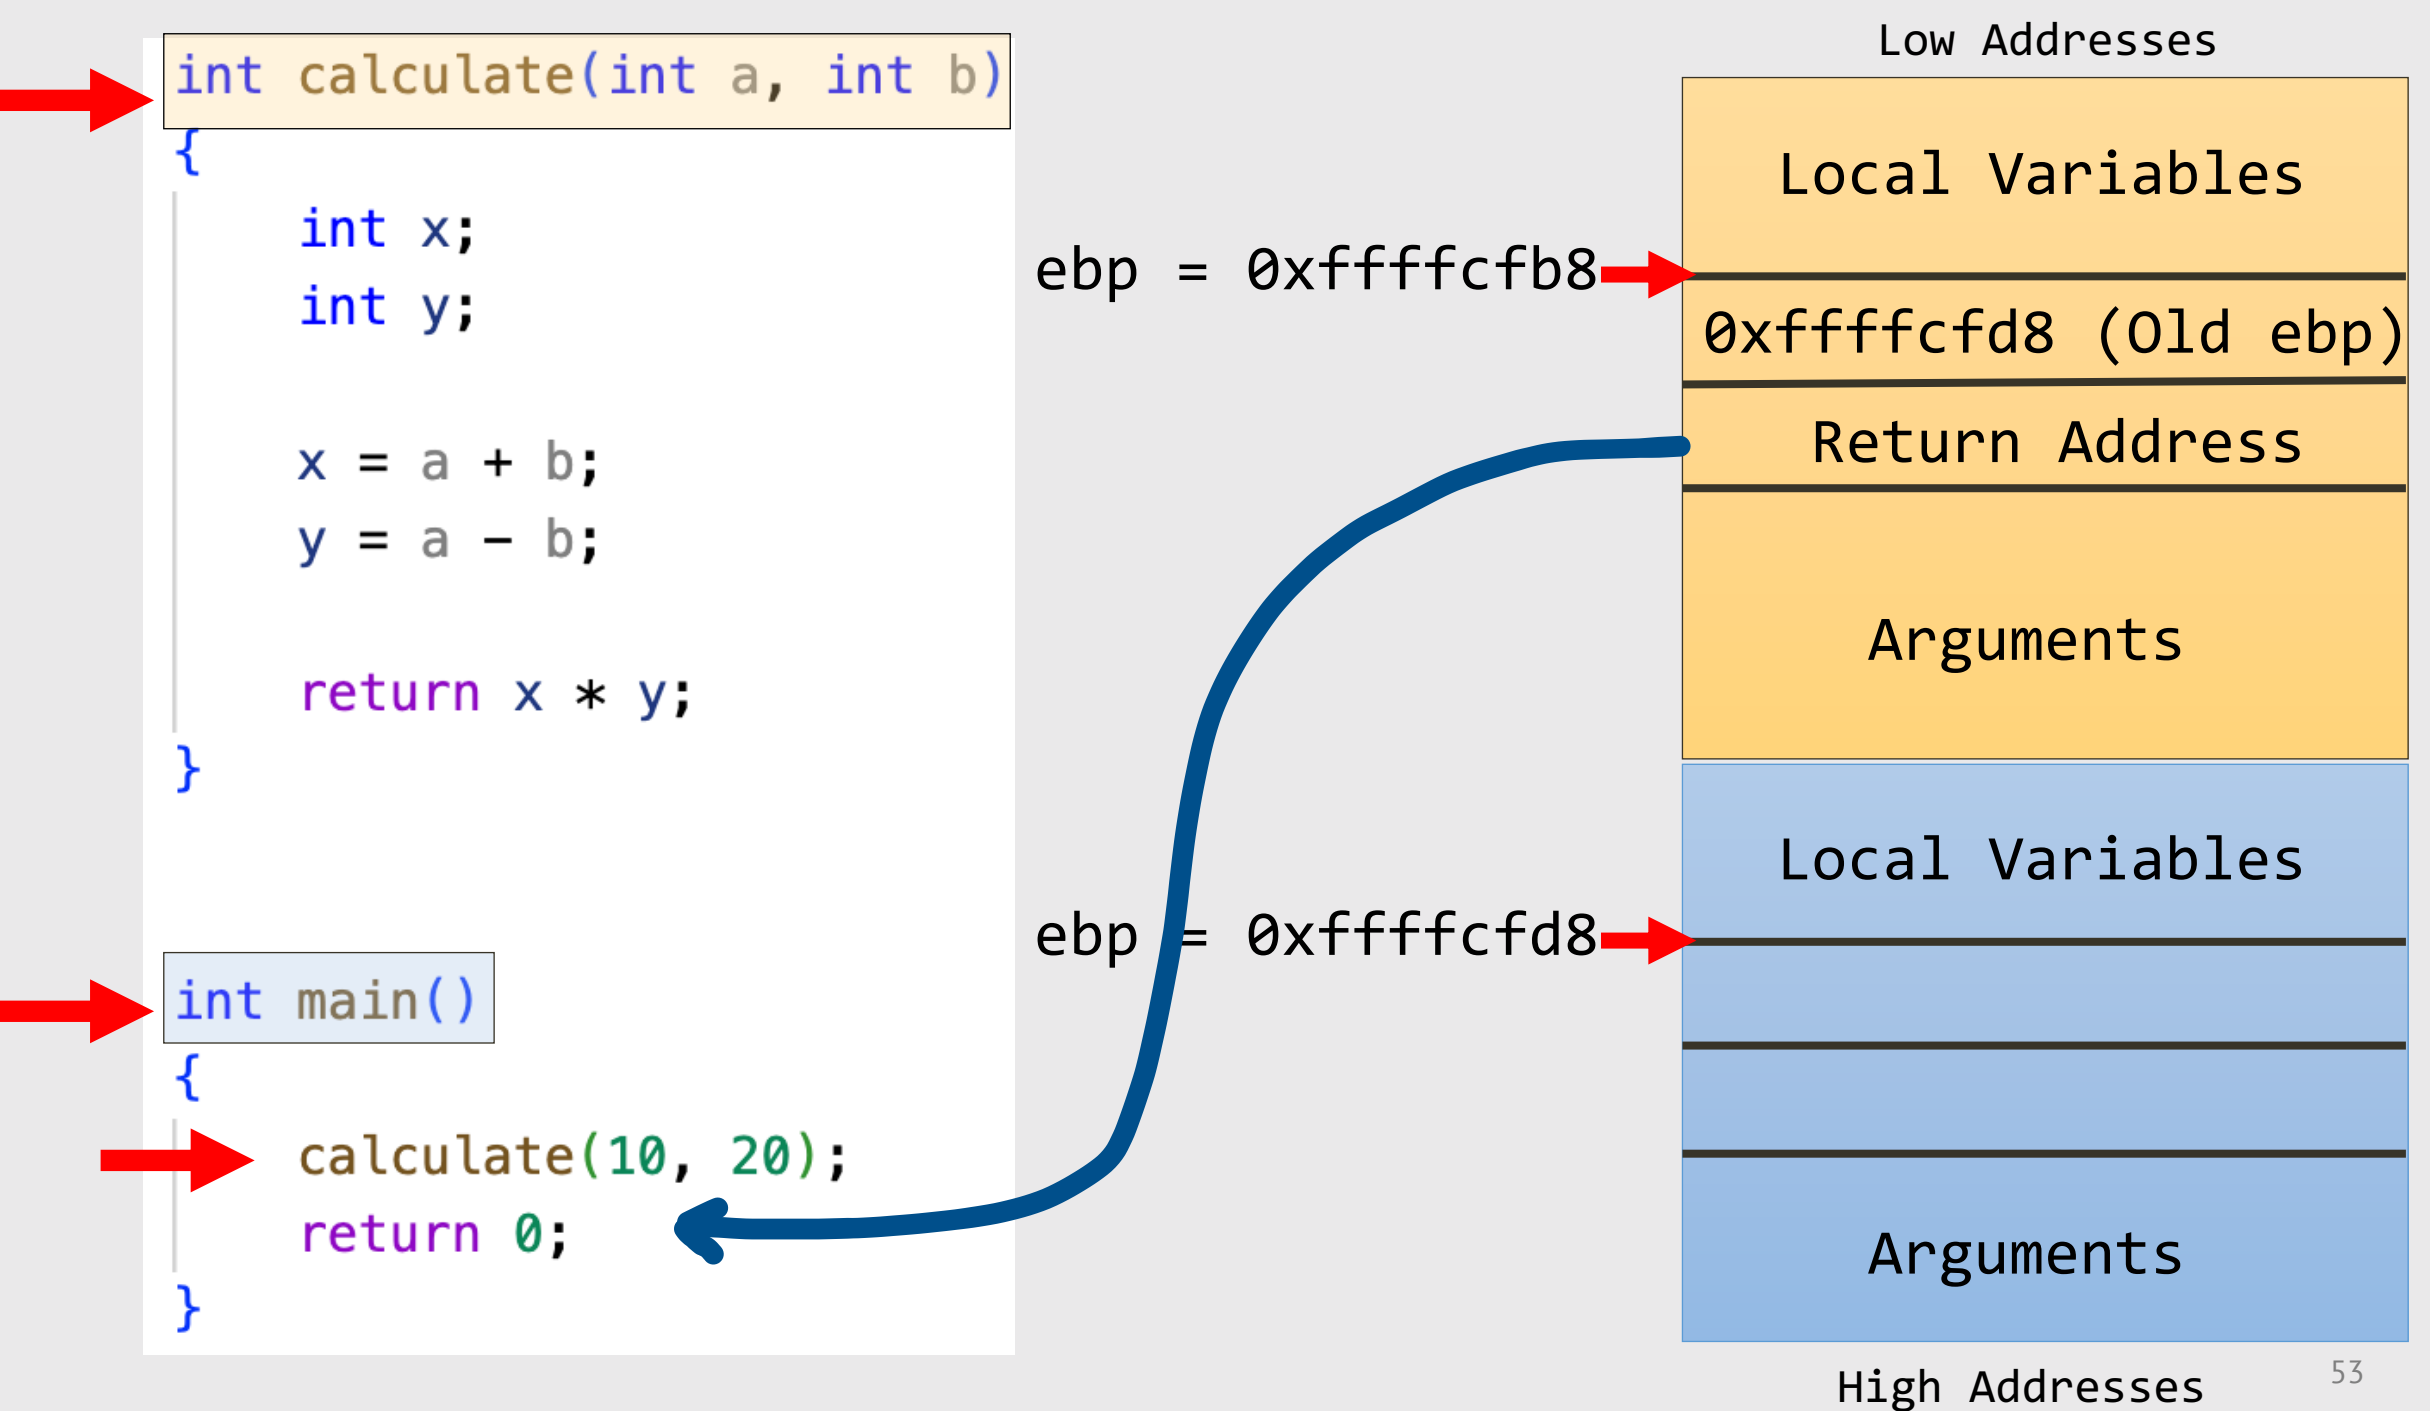 int calculate(int a, int b)
{
int x;
int y;
x = a + b;
y = a - b;
return x * y;
}
int main()
{
calculate(10, 20);
return 0;
}
ebp = 0xffffcfb8
ebp = 0xffffcfd8
Low Addresses
Local Variables
0xffffcfd8 (Old ebp)
Return Address
Arguments
Local Variables
Arguments
High Addresses
53